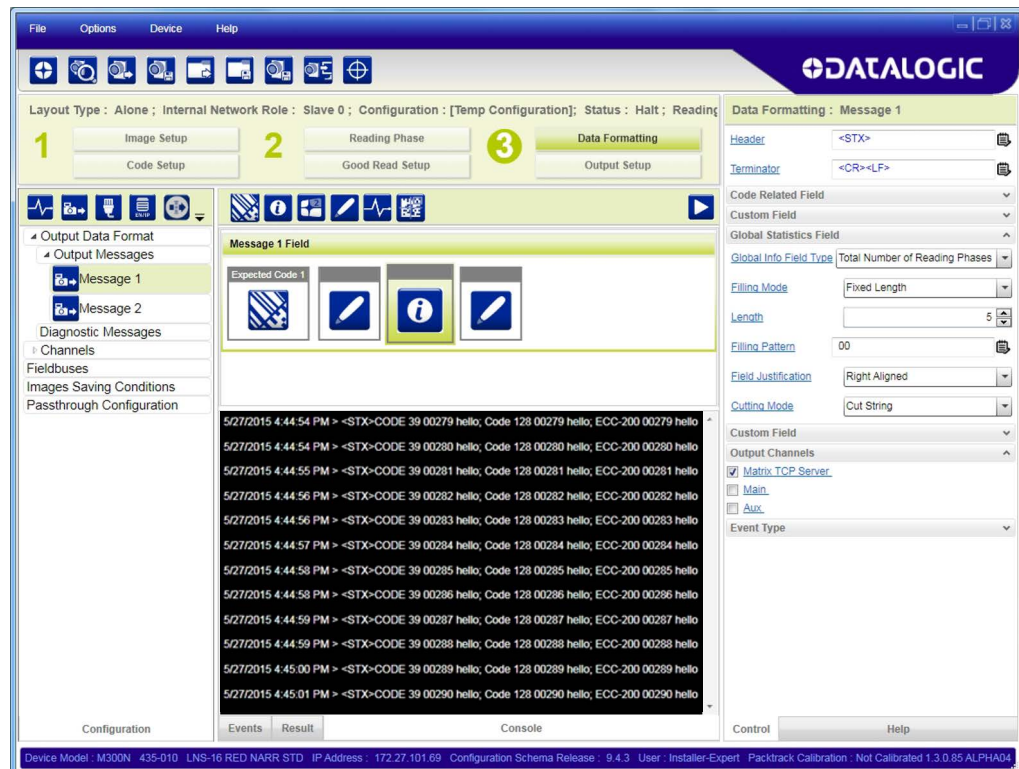 File Options Device Help
DATALOGIC
Layout Type : Alone ; Internal Network Role : Slave 0 ; Configuration : [Temp Configuration]; Status : Halt ; Reading
1
Image Setup
Code Setup
2
Reading Phase
Good Read Setup
3
Data Formatting
Output Setup
EN/IP
Output Data Format
Output Messages
Message 1
Message 2
Diagnostic Messages
Channels
Fieldbuses
Images Saving Conditions
Passthrough Configuration
Configuration
Message 1 Field
Expected Code 1
5/27/2015 4:44:54 PM > <STX>CODE 39 00279 hello; Code 128 00279 hello; ECC-200 00279 hello
5/27/2015 4:44:54 PM > <STX>CODE 39 00280 hello; Code 128 00280 hello; ECC-200 00280 hello
5/27/2015 4:44:55 PM > <STX>CODE 39 00281 hello; Code 128 00281 hello; ECC-200 00281 hello
5/27/2015 4:44:56 PM > <STX>CODE 39 00282 hello; Code 128 00282 hello; ECC-200 00282 hello
5/27/2015 4:44:56 PM > <STX>CODE 39 00283 hello; Code 128 00283 hello; ECC-200 00283 hello
5/27/2015 4:44:57 PM > <STX>CODE 39 00284 hello; Code 128 00284 hello; ECC-200 00284 hello
5/27/2015 4:44:58 PM > <STX>CODE 39 00285 hello; Code 128 00285 hello; ECC-200 00285 hello
5/27/2015 4:44:58 PM > <STX>CODE 39 00286 hello; Code 128 00286 hello; ECC-200 00286 hello
5/27/2015 4:44:59 PM > <STX>CODE 39 00287 hello; Code 128 00287 hello; ECC-200 00287 hello
5/27/2015 4:44:59 PM > <STX>CODE 39 00288 hello; Code 128 00288 hello; ECC-200 00288 hello
5/27/2015 4:45:00 PM > <STX>CODE 39 00289 hello; Code 128 00289 hello; ECC-200 00289 hello
5/27/2015 4:45:01 PM > <STX>CODE 39 00290 hello; Code 128 00290 hello; ECC-200 00290 hello
Events Result Console
Data Formatting : Message 1
Header <STX>
Terminator <CR><LF>
Code Related Field
Custom Field
Global Statistics Field
Global Info Field Type Total Number of Reading Phases
Filling Mode Fixed Length
Length 5
Filling Pattern 00
Field Justification Right Aligned
Cutting Mode Cut String
Custom Field
Output Channels
Matrix TCP Server
Main
Aux
Event Type
Control Help
Device Model : M300N 435-010 LNS-16 RED NARR STD IP Address : 172.27.101.69 Configuration Schema Release : 9.4.3 User : Installer-Expert Packtrack Calibration : Not Calibrated 1.3.0.85 ALPHA04